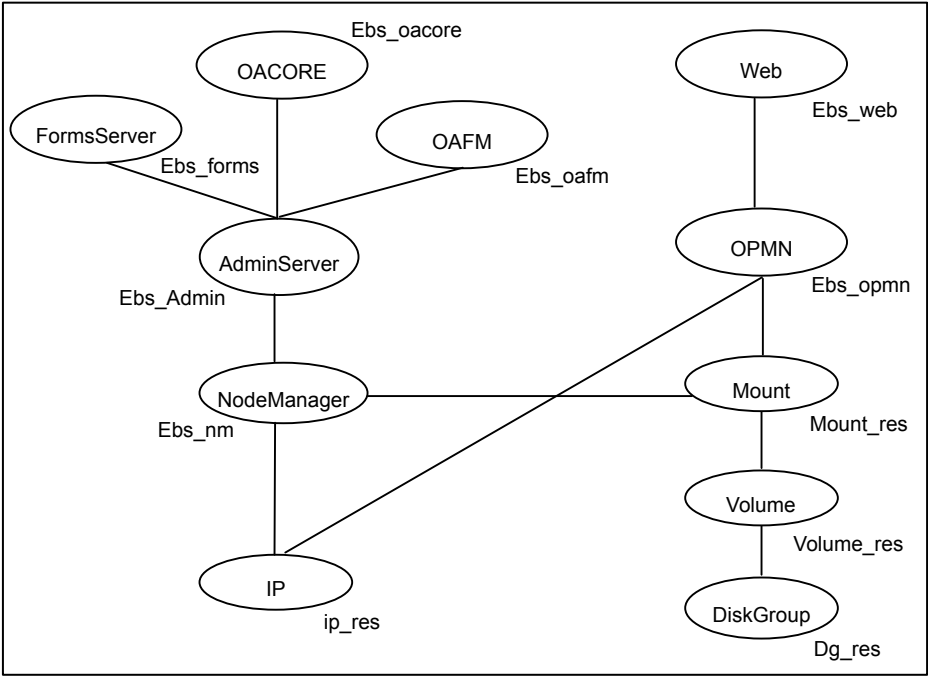 Ebs_oacore
OACORE
Web
Ebs_web
FormsServer
OAFM
Ebs_forms
Ebs_oafm
AdminServer
OPMN
Ebs_Admin
Ebs_opmn
NodeManager
Mount
Ebs_nm
Mount_res
Volume
Volume_res
IP
ip_res
DiskGroup
Dg_res